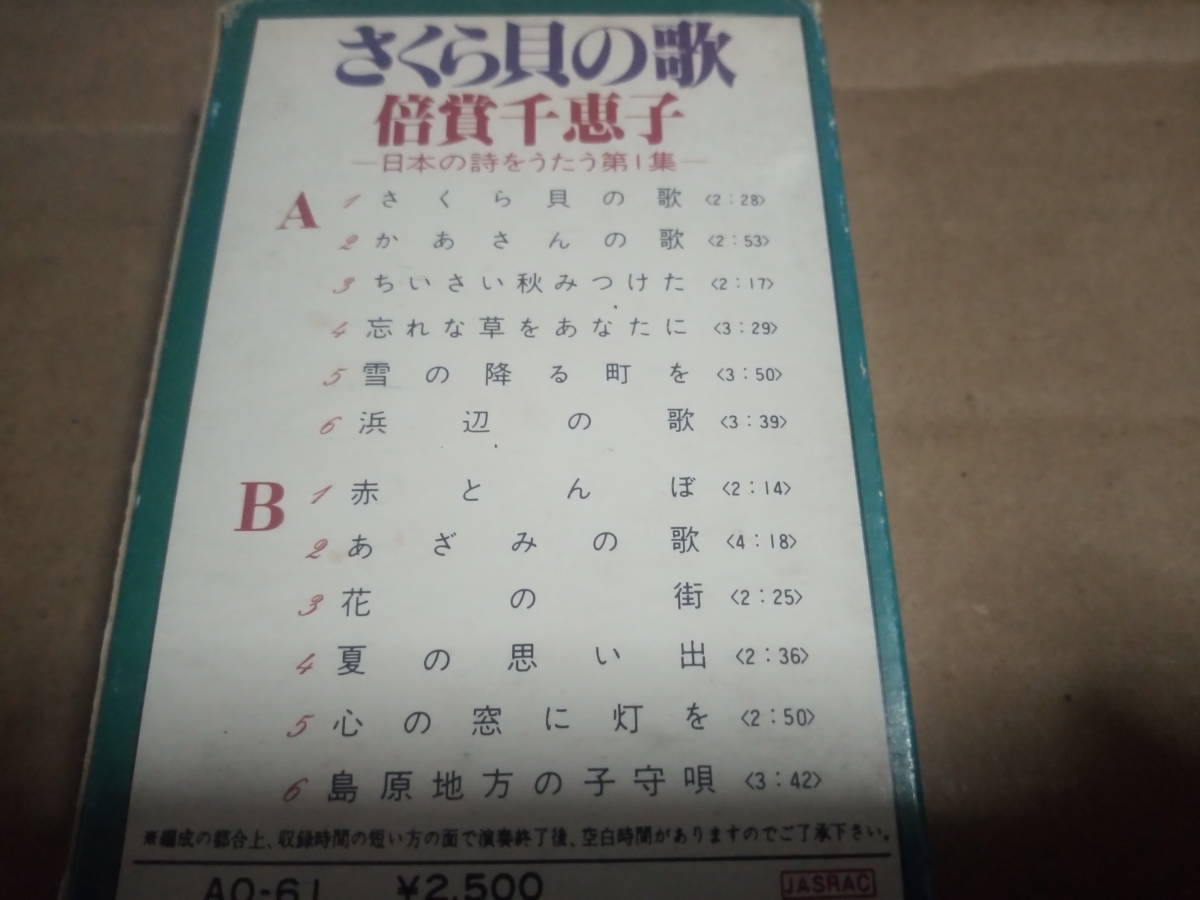 さくら貝の歌
倍賞千恵子
―日本の詩をうたう第1集―
A 1 さくら貝の歌 <2:28>
2 かあさんの歌 <2:53>
3 ちいさい秋みつけた <2:17>
4 忘れな草をあなたに <3:29>
5 雪の降る町を <3:50>
6 浜辺の歌 <3:39>
B 1 赤とんぼ <2:14>
2 あざみの歌 <4:18>
3 花の街 <2:25>
4 夏の思い出 <2:36>
5 心の窓に灯を <2:50>
6 島原地方の子守唄 <3:42>
※編成の都合上、収録時間の短い方の面で演奏終了後、空白時間がありますのでご了承下さい。
AO-61 ¥2,500 JASRAC